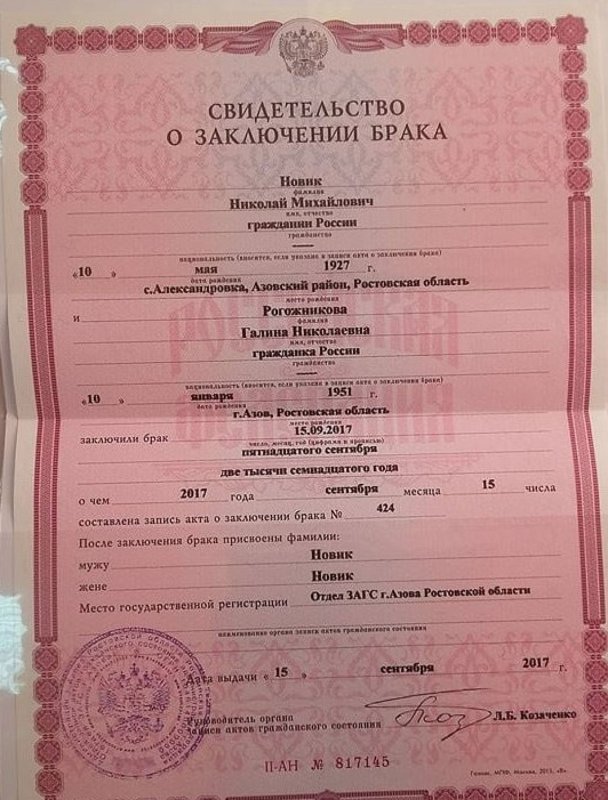 СВИДЕТЕЛЬСТВО
О ЗАКЛЮЧЕНИИ БРАКА
Новик
фамилия
Николай Михайлович
имя, отчество
гражданин России
гражданство
—
национальность (вносится, если указана в записи акта о заключении брака)
« 10 » мая 1927 г.
дата рождения
с.Александровка, Азовский район, Ростовская область
место рождения
и Рогожникова
фамилия
Галина Николаевна
имя, отчество
гражданка России
гражданство
—
национальность (вносится, если указана в записи акта о заключении брака)
« 10 » января 1951 г.
дата рождения
г.Азов, Ростовская область
место рождения
заключили брак 15.09.2017
число, месяц, год (цифрами и прописью)
пятнадцатого сентября
две тысячи семнадцатого года
о чем 2017 года сентября месяца 15 числа
составлена запись акта о заключении брака № 424
После заключения брака присвоены фамилии:
мужу Новик
жене Новик
Место государственной регистрации Отдел ЗАГС г.Азова Ростовской области
наименование органа записи актов гражданского состояния
Дата выдачи « 15 » сентября 2017 г.
Руководитель органа
записи актов гражданского состояния Л.Б. Козаченко
II-АН № 817145
Гознак, МПФ, Москва, 2015, «В».